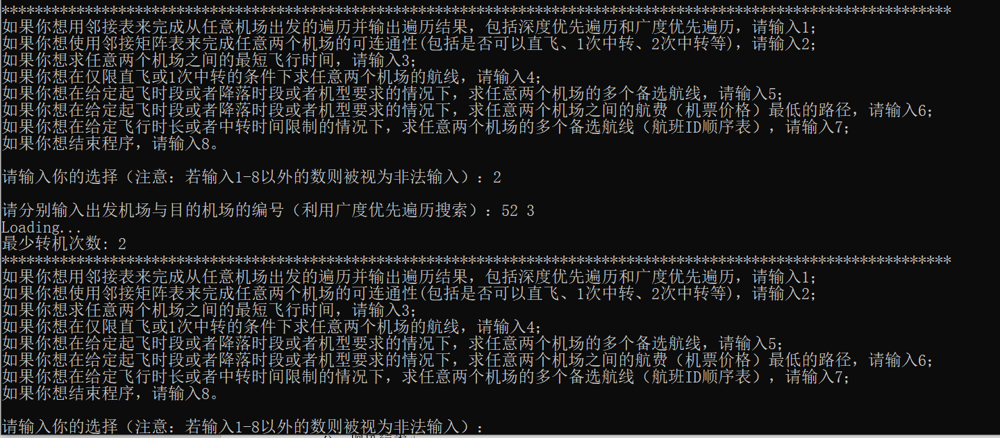 ******************************************************************************************************************
如果你想用邻接表来完成从任意机场出发的遍历并输出遍历结果，包括深度优先遍历和广度优先遍历，请输入1；
如果你想使用邻接矩阵表来完成任意两个机场的可连通性(包括是否可以直飞、1次中转、2次中转等)，请输入2；
如果你想求任意两个机场之间的最短飞行时间，请输入3；
如果你想在仅限直飞或1次中转的条件下求任意两个机场的航线，请输入4；
如果你想在给定起飞时段或者降落时段或者机型要求的情况下，求任意两个机场的多个备选航线，请输入5；
如果你想在给定起飞时段或者降落时段或者机型要求的情况下，求任意两个机场之间的航费（机票价格）最低的路径，请输入6；
如果你想在给定飞行时长或者中转时间限制的情况下，求任意两个机场的多个备选航线（航班ID顺序表），请输入7；
如果你想结束程序，请输入8。
请输入你的选择（注意：若输入1-8以外的数则被视为非法输入）：2
请分别输入出发机场与目的机场的编号（利用广度优先遍历搜索）：52 3
Loading...
最少转机次数: 2
******************************************************************************************************************
如果你想用邻接表来完成从任意机场出发的遍历并输出遍历结果，包括深度优先遍历和广度优先遍历，请输入1；
如果你想使用邻接矩阵表来完成任意两个机场的可连通性(包括是否可以直飞、1次中转、2次中转等)，请输入2；
如果你想求任意两个机场之间的最短飞行时间，请输入3；
如果你想在仅限直飞或1次中转的条件下求任意两个机场的航线，请输入4；
如果你想在给定起飞时段或者降落时段或者机型要求的情况下，求任意两个机场的多个备选航线，请输入5；
如果你想在给定起飞时段或者降落时段或者机型要求的情况下，求任意两个机场之间的航费（机票价格）最低的路径，请输入6；
如果你想在给定飞行时长或者中转时间限制的情况下，求任意两个机场的多个备选航线（航班ID顺序表），请输入7；
如果你想结束程序，请输入8。
请输入你的选择（注意：若输入1-8以外的数则被视为非法输入）：